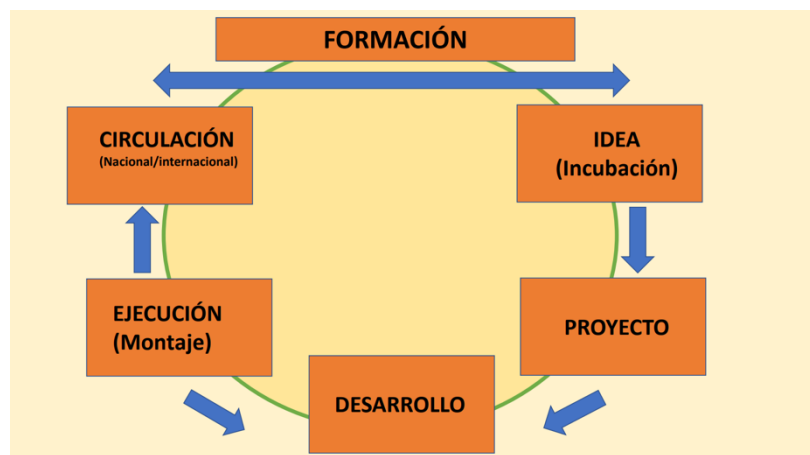 FORMACIÓN
CIRCULACIÓN
(Nacional/internacional)
IDEA
(Incubación)
EJECUCIÓN
(Montaje)
PROYECTO
DESARROLLO